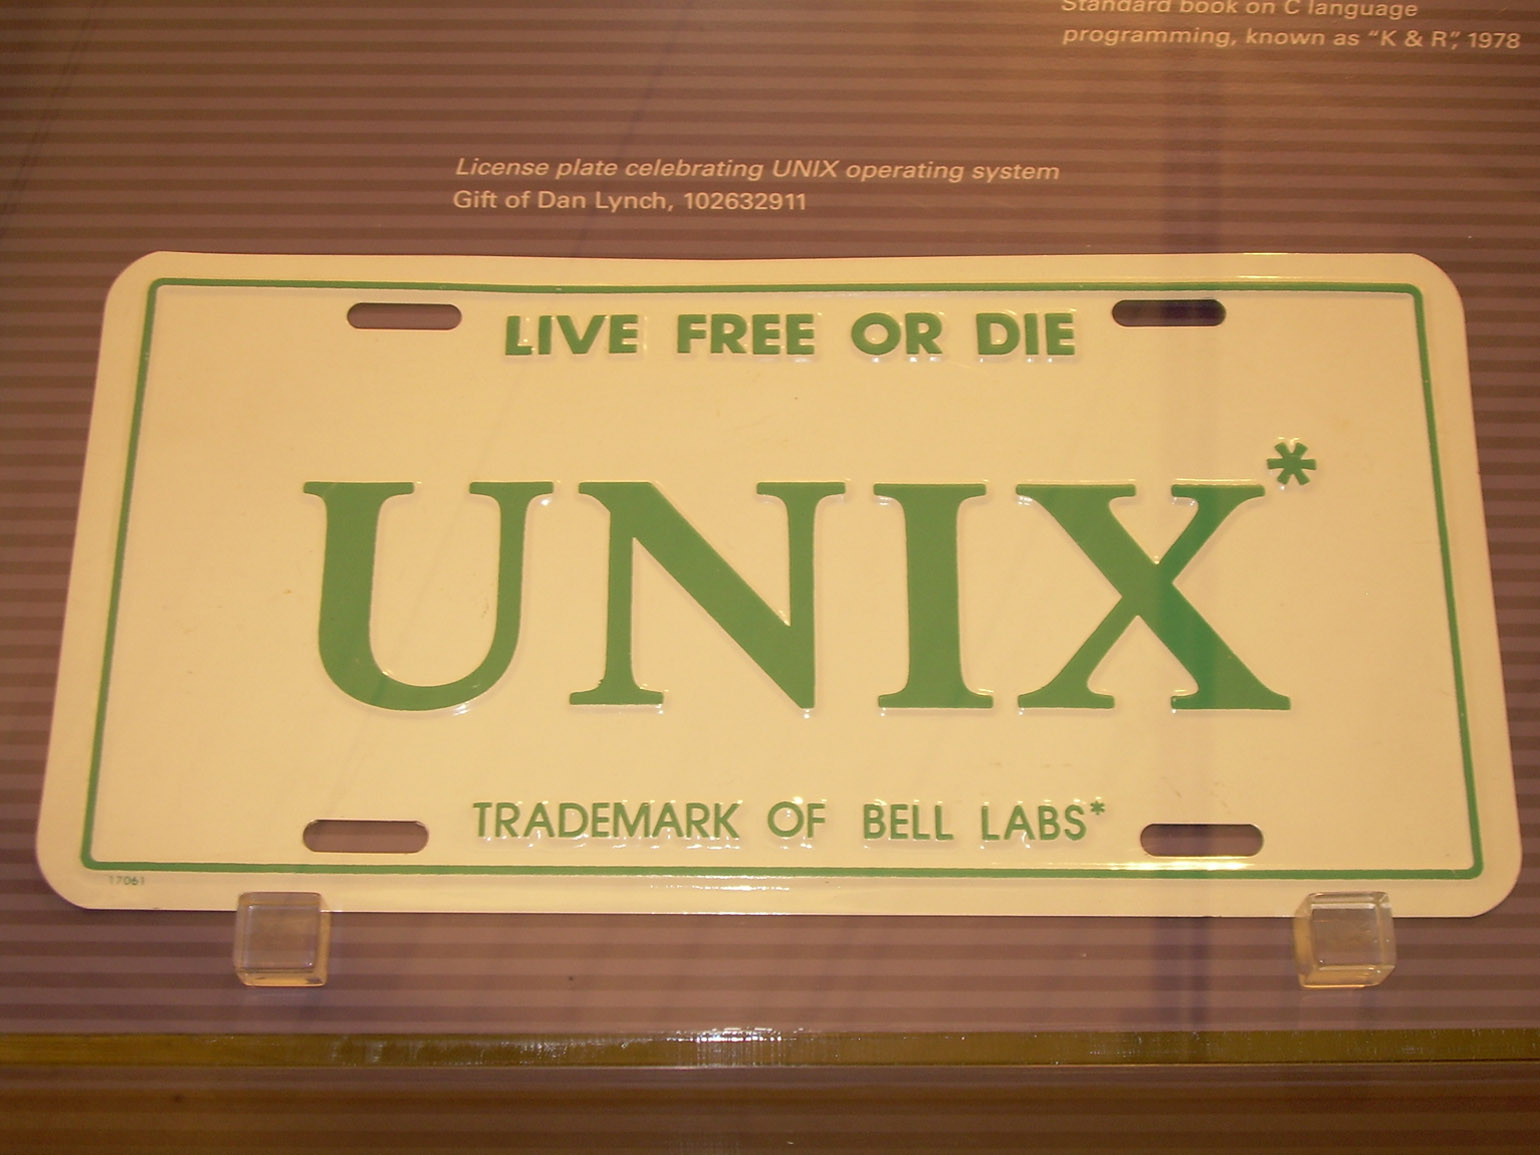 Standard book on C language
programming, known as “K & R”, 1978
License plate celebrating UNIX operating system
Gift of Dan Lynch, 102632911
LIVE FREE OR DIE
UNIX*
TRADEMARK OF BELL LABS*
17061